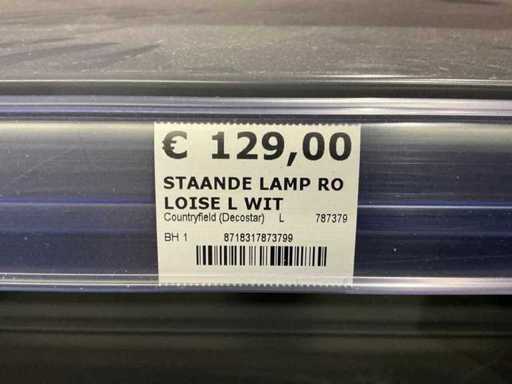 € 129,00
STAANDE LAMP RO
LOISE L WIT
Countryfield (Decostar) L 787379
BH 1 8718317873799